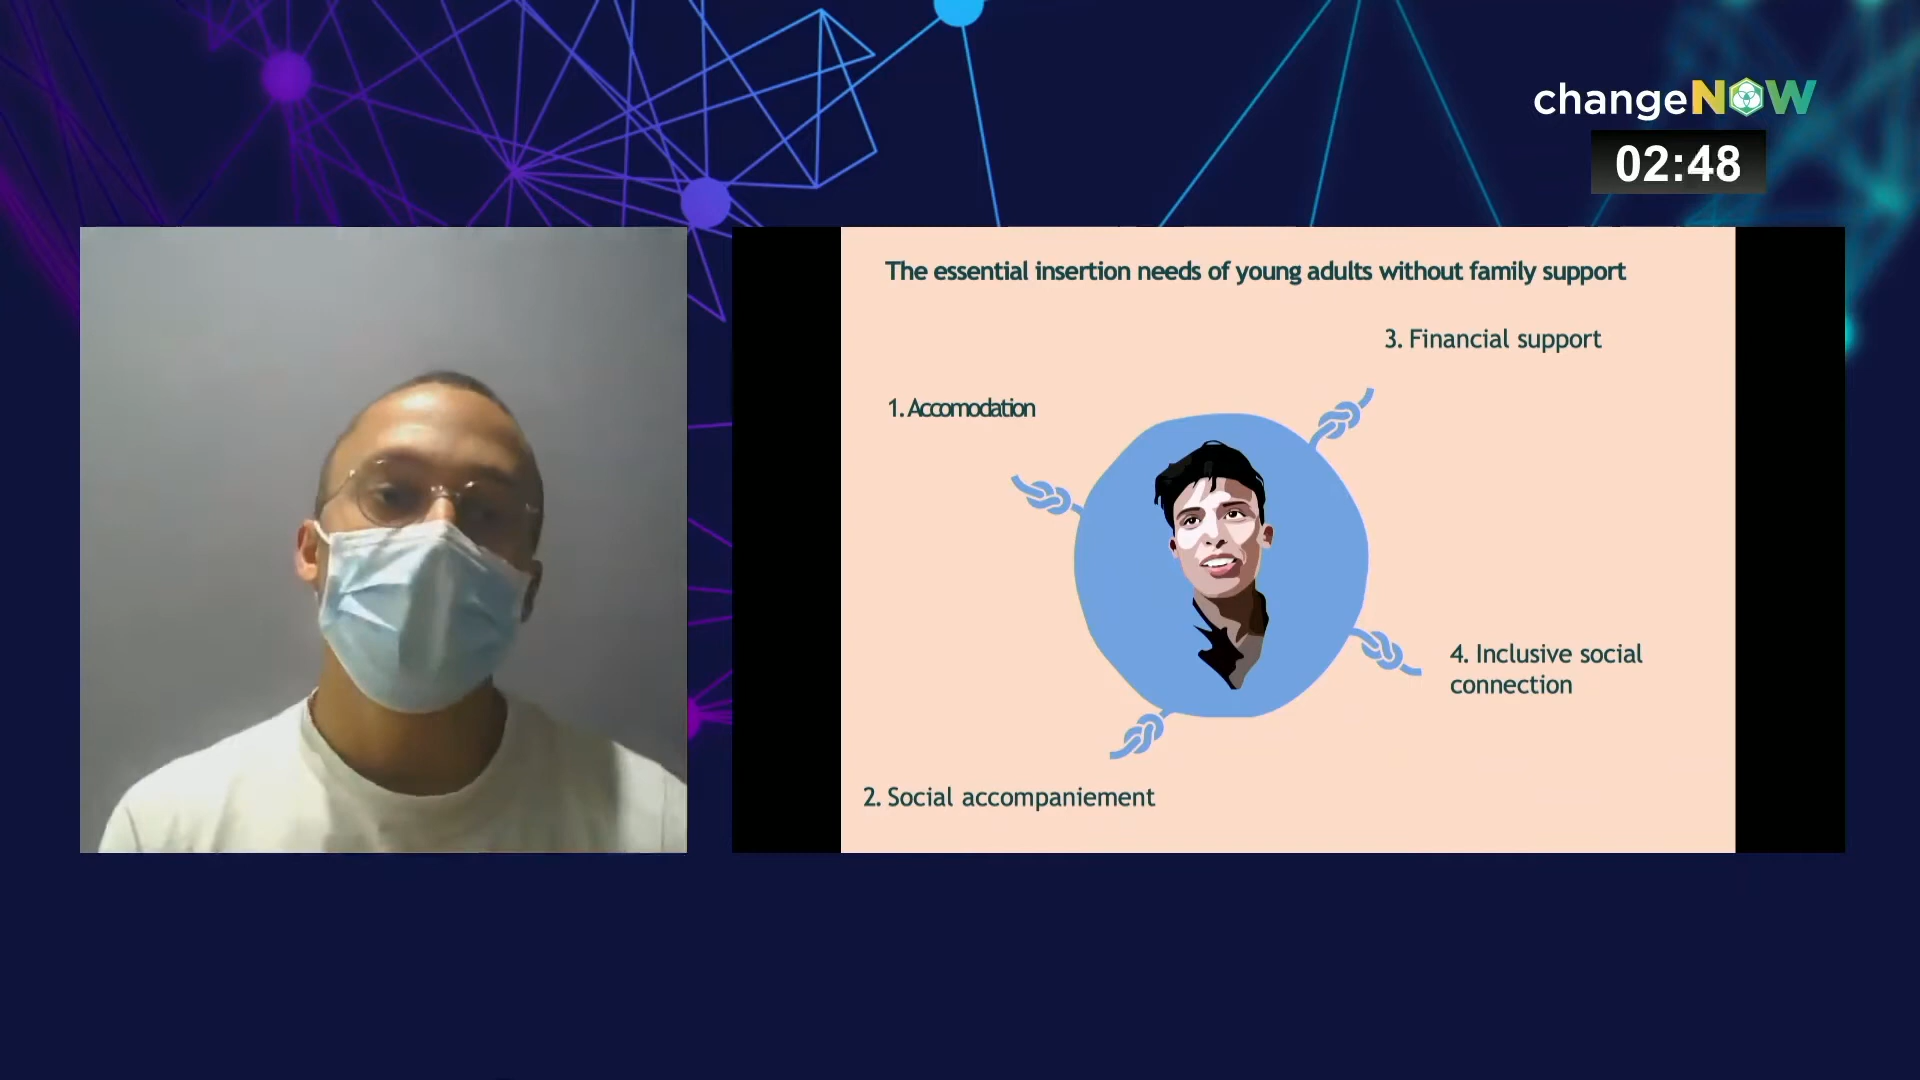 changeNOW
02:48
The essential insertion needs of young adults without family support
3. Financial support
1. Accomodation
4. Inclusive social
connection
2. Social accompaniement